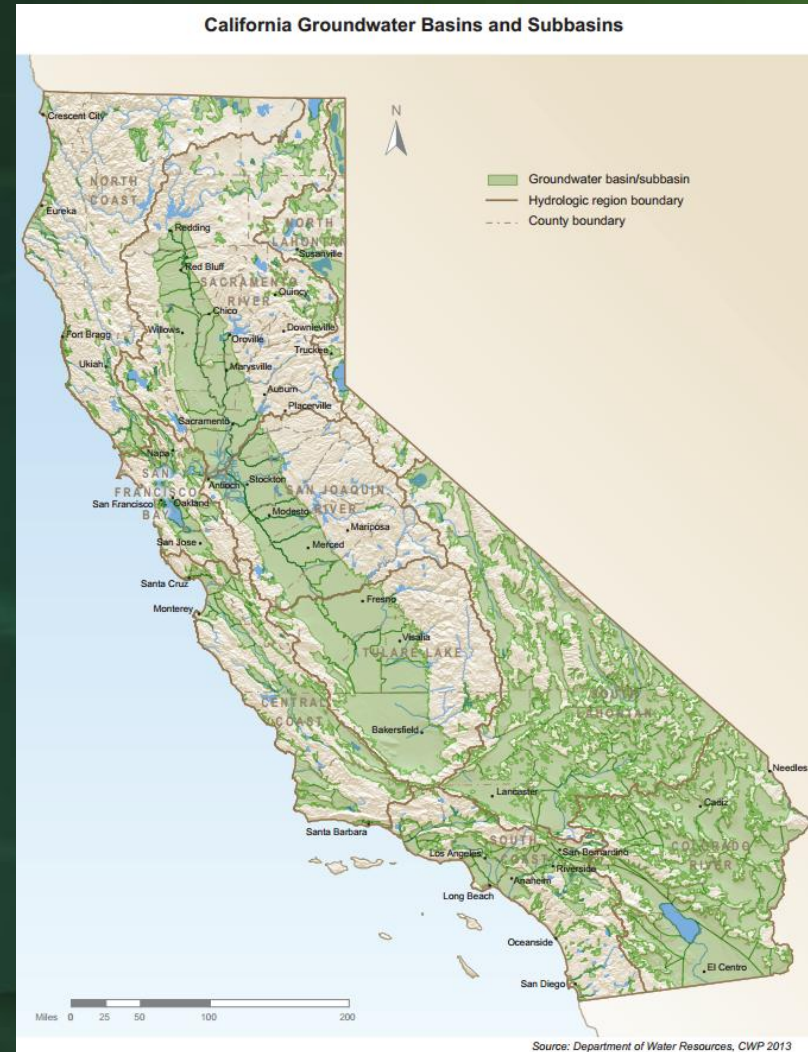 California Groundwater Basins and Subbasins
N
Groundwater basin/subbasin
Hydrologic region boundary
County boundary
Crescent City
NORTH
COAST
Eureka
Redding
NORTH
LAHONTAN
Susanville
Red Bluff
SACRAMENTO
RIVER
Quincy
Chico
Fort Bragg
Willows
Oroville
Downieville
Truckee
Ukiah
Marysville
Auburn
Placerville
Sacramento
Napa
SAN
FRANCISCO
BAY
Antioch
Stockton
SAN JOAQUIN
RIVER
San Francisco
Oakland
Modesto
Mariposa
San Jose
Merced
Santa Cruz
Fresno
Monterey
Visalia
TULARE LAKE
CENTRAL
COAST
SOUTH
LAHONTAN
Bakersfield
Needles
Lancaster
Cadiz
Santa Barbara
SOUTH
COAST
COLORADO
RIVER
Los Angeles
San Bernardino
Riverside
Anaheim
Long Beach
Oceanside
El Centro
San Diego
Miles 0 25 50 100 200
Source: Department of Water Resources, CWP 2013